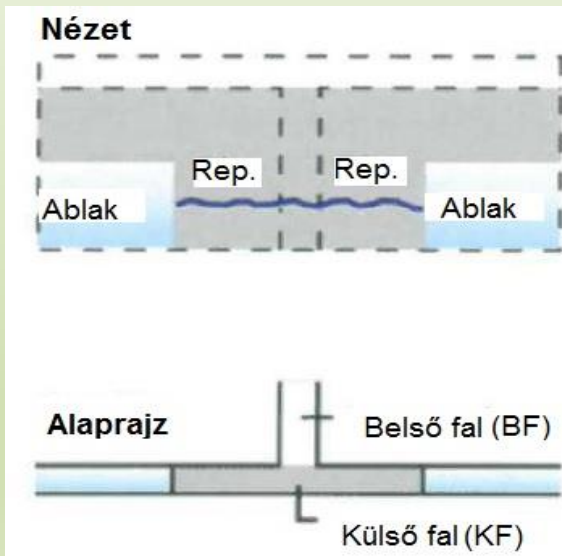 Nézet
Rep. Rep.
Ablak Ablak
Alaprajz
Belső fal (BF)
Külső fal (KF)